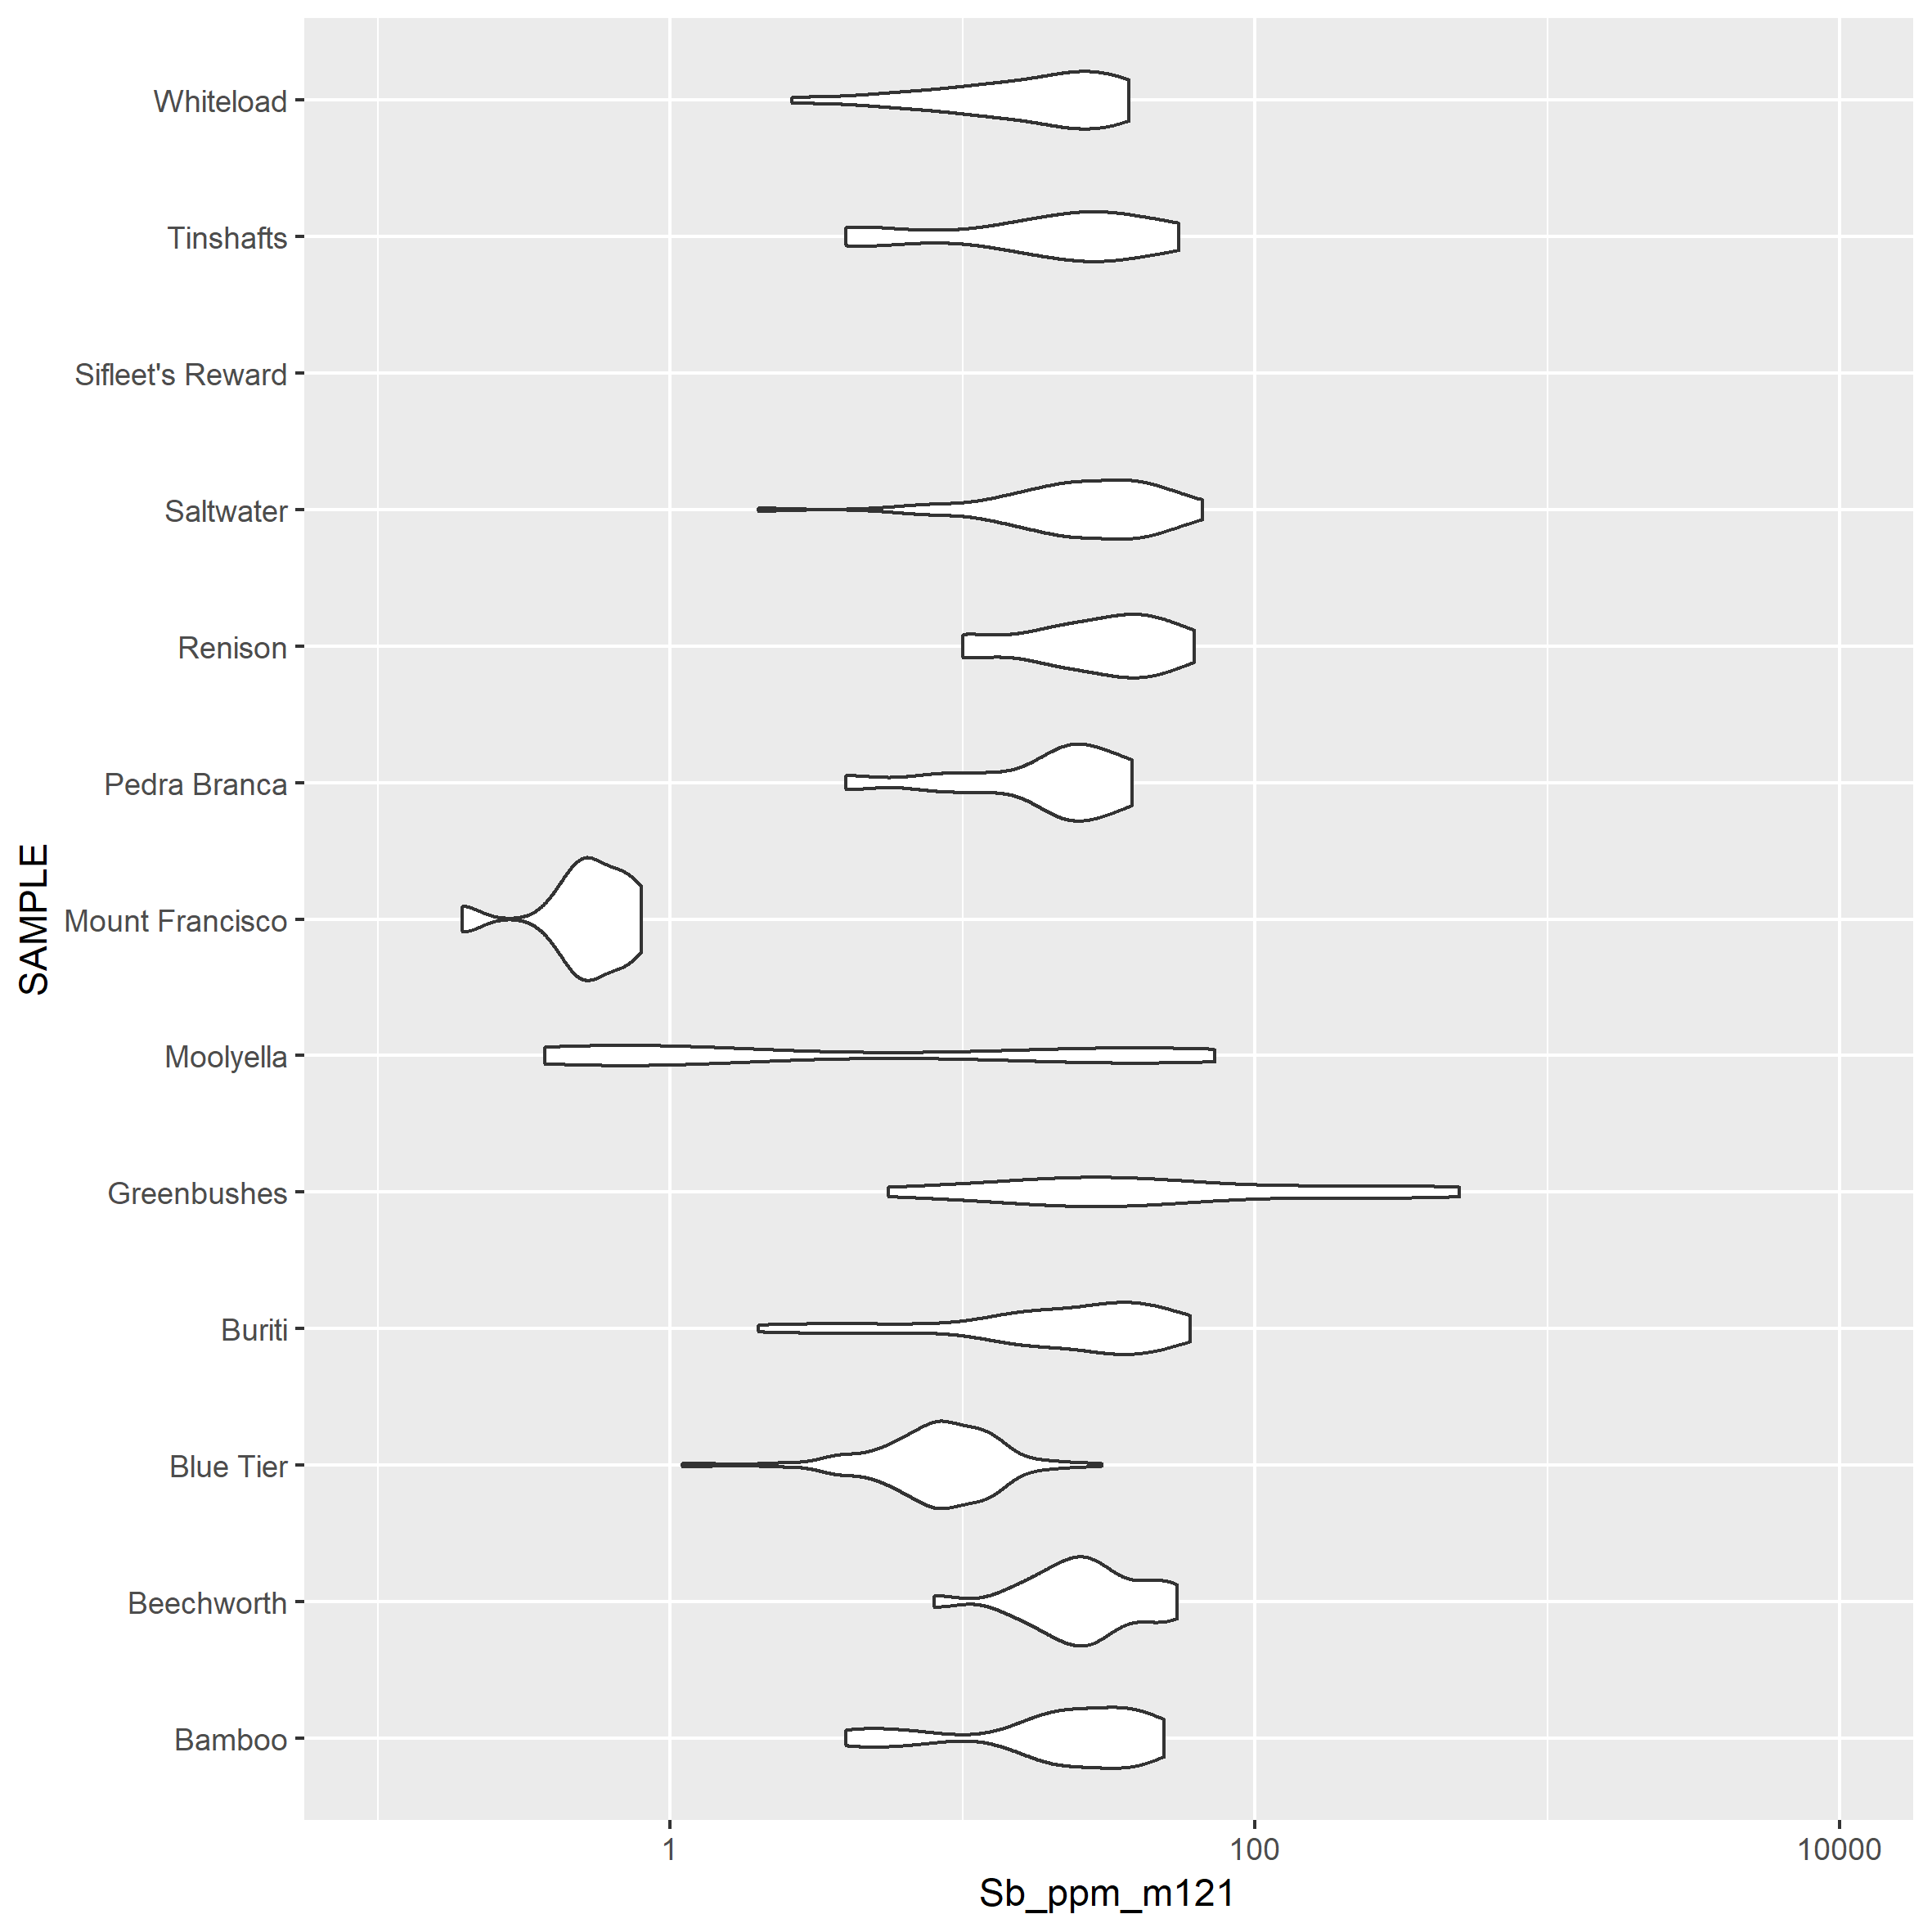 Whiteload
Tinshafts
Sifleet's Reward
Saltwater
Renison
Pedra Branca
Mount Francisco
Moolyella
Greenbushes
Buriti
Blue Tier
Beechworth
Bamboo
SAMPLE
1 100 10000
Sb_ppm_m121